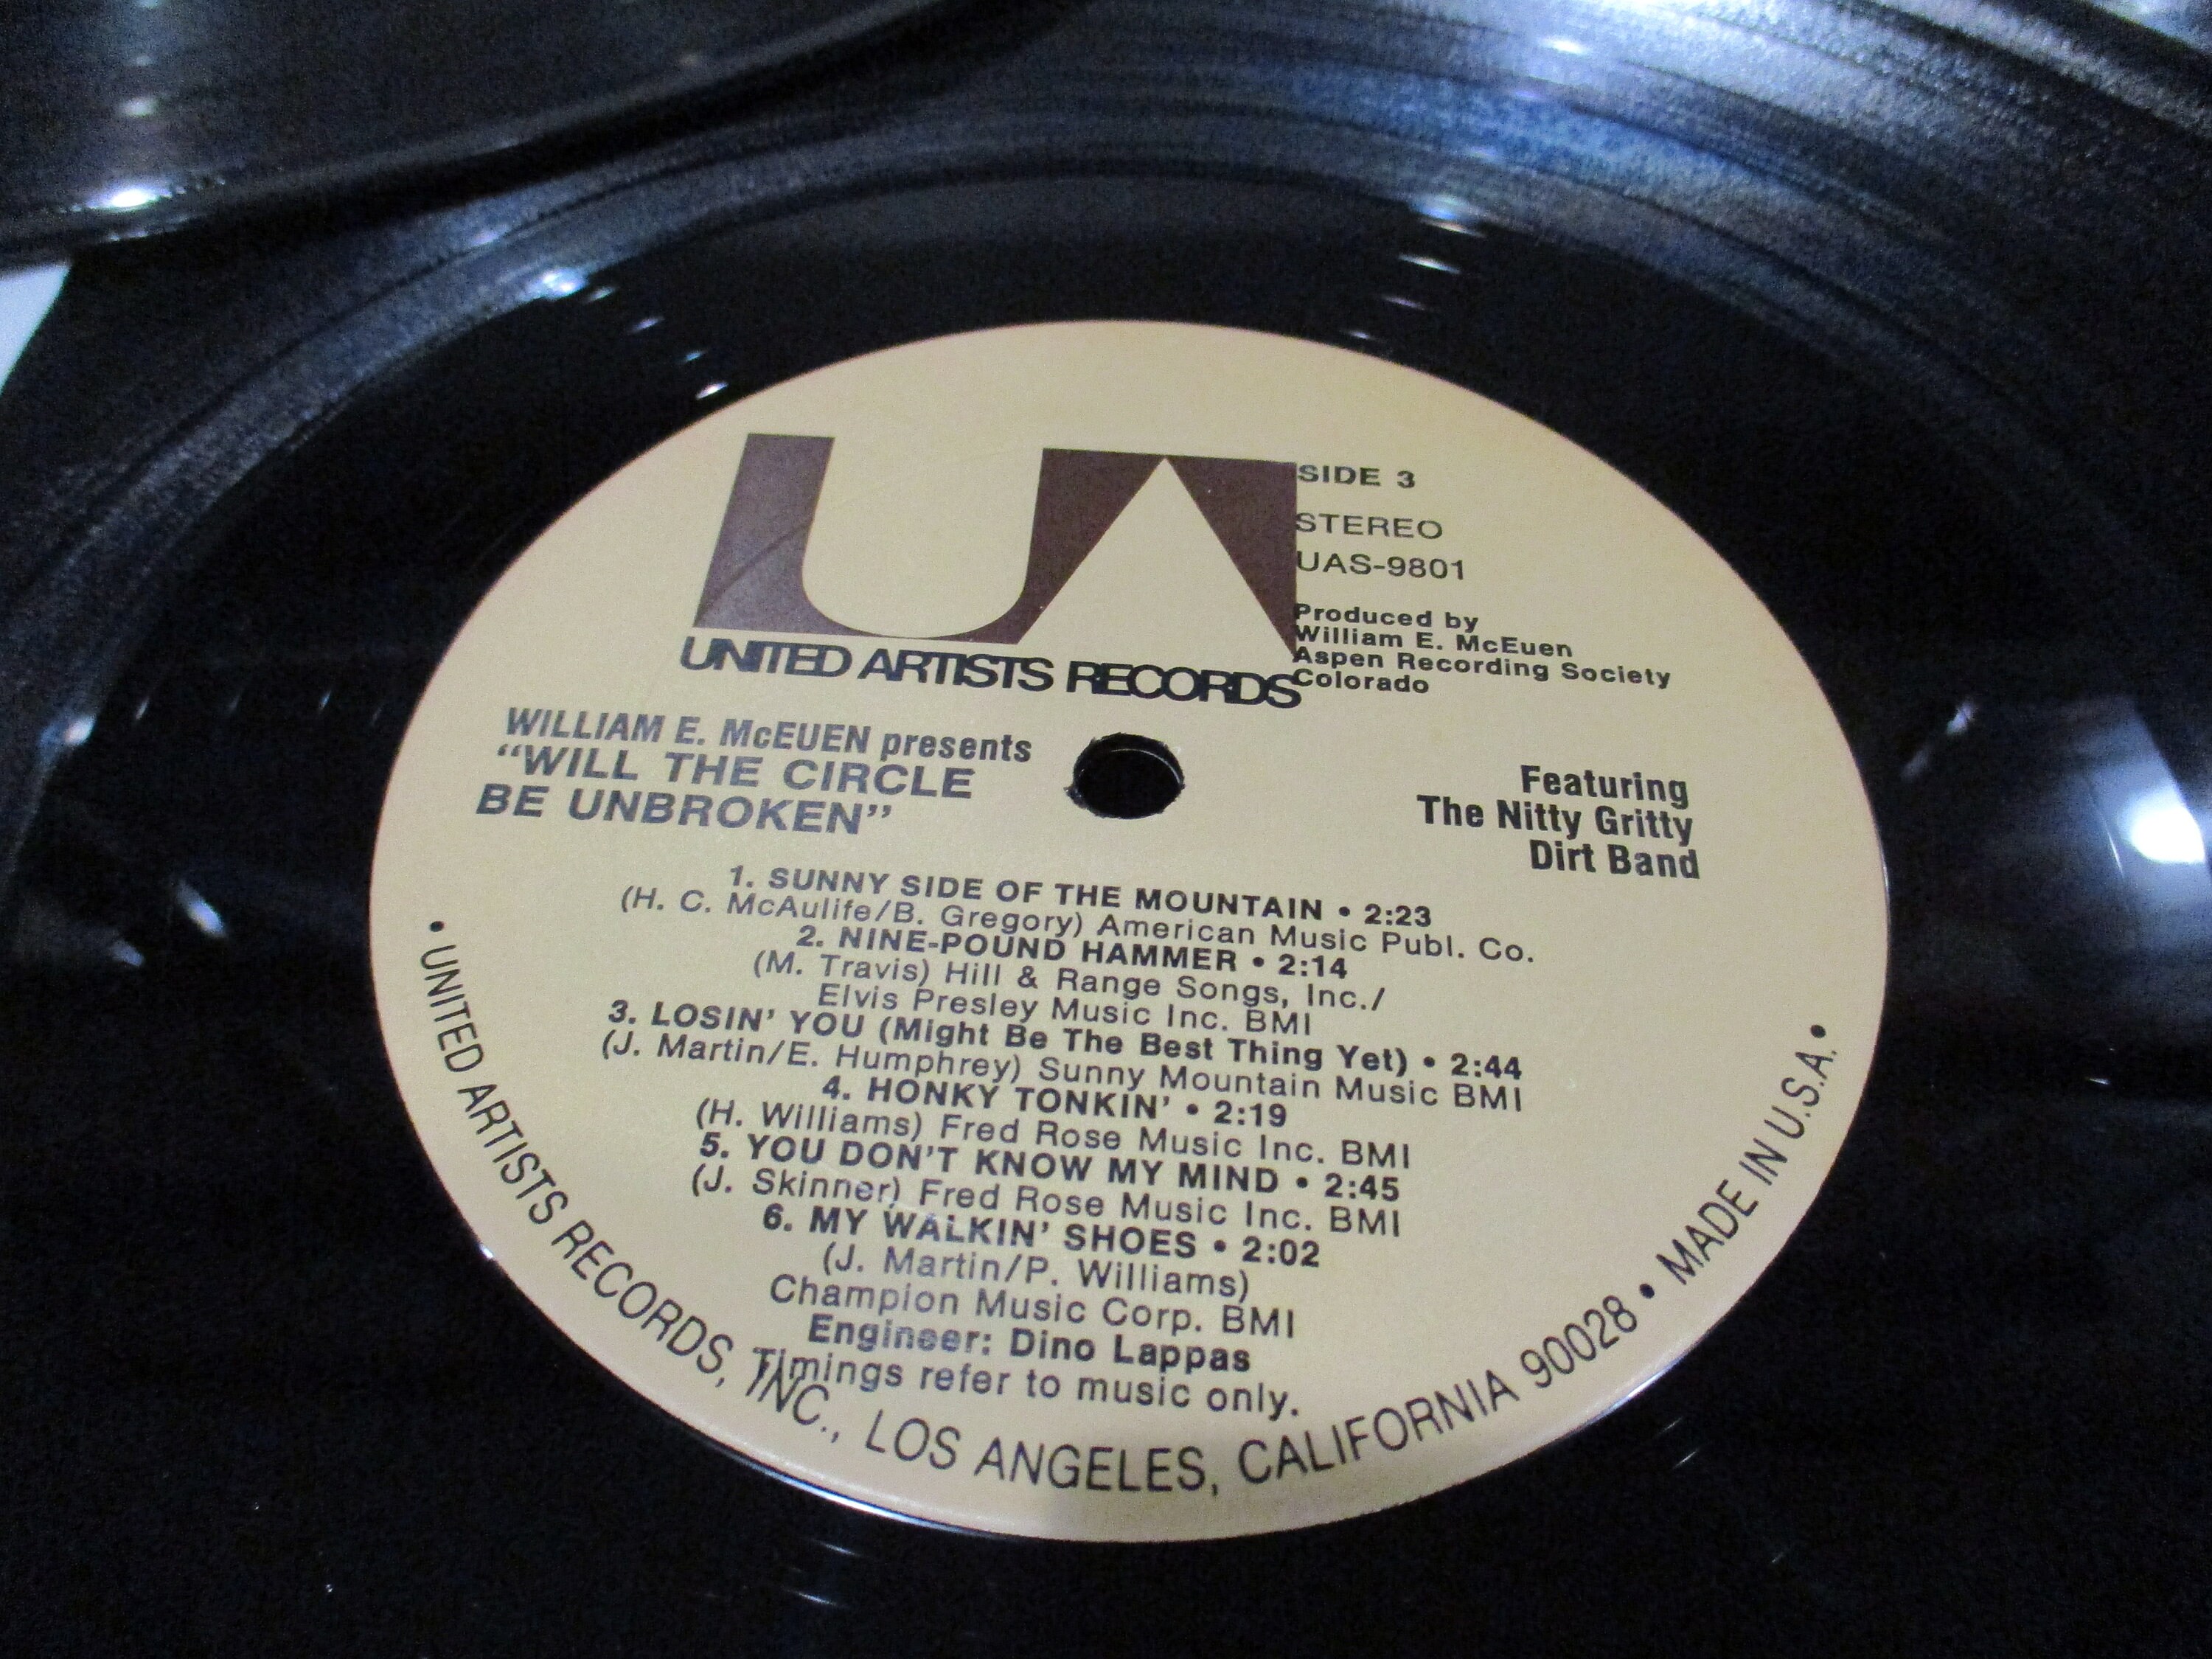 UA
UNITED ARTISTS RECORDS
SIDE 3
STEREO
UAS-9801
Produced by
William E. McEuen
Aspen Recording Society
Colorado
WILLIAM E. McEUEN presents
“WILL THE CIRCLE
BE UNBROKEN”
Featuring
The Nitty Gritty
Dirt Band
1. SUNNY SIDE OF THE MOUNTAIN • 2:23
(H. C. McAulife/B. Gregory) American Music Publ. Co.
2. NINE-POUND HAMMER • 2:14
(M. Travis) Hill & Range Songs, Inc./
Elvis Presley Music Inc. BMI
3. LOSIN’ YOU (Might Be The Best Thing Yet) • 2:44
(J. Martin/E. Humphrey) Sunny Mountain Music BMI
4. HONKY TONKIN’ • 2:19
(H. Williams) Fred Rose Music Inc. BMI
5. YOU DON’T KNOW MY MIND • 2:45
(J. Skinner) Fred Rose Music Inc. BMI
6. MY WALKIN’ SHOES • 2:02
(J. Martin/P. Williams)
Champion Music Corp. BMI
Engineer: Dino Lappas
Timings refer to music only.
• UNITED ARTISTS RECORDS, INC., LOS ANGELES, CALIFORNIA 90028 • MADE IN U.S.A. •